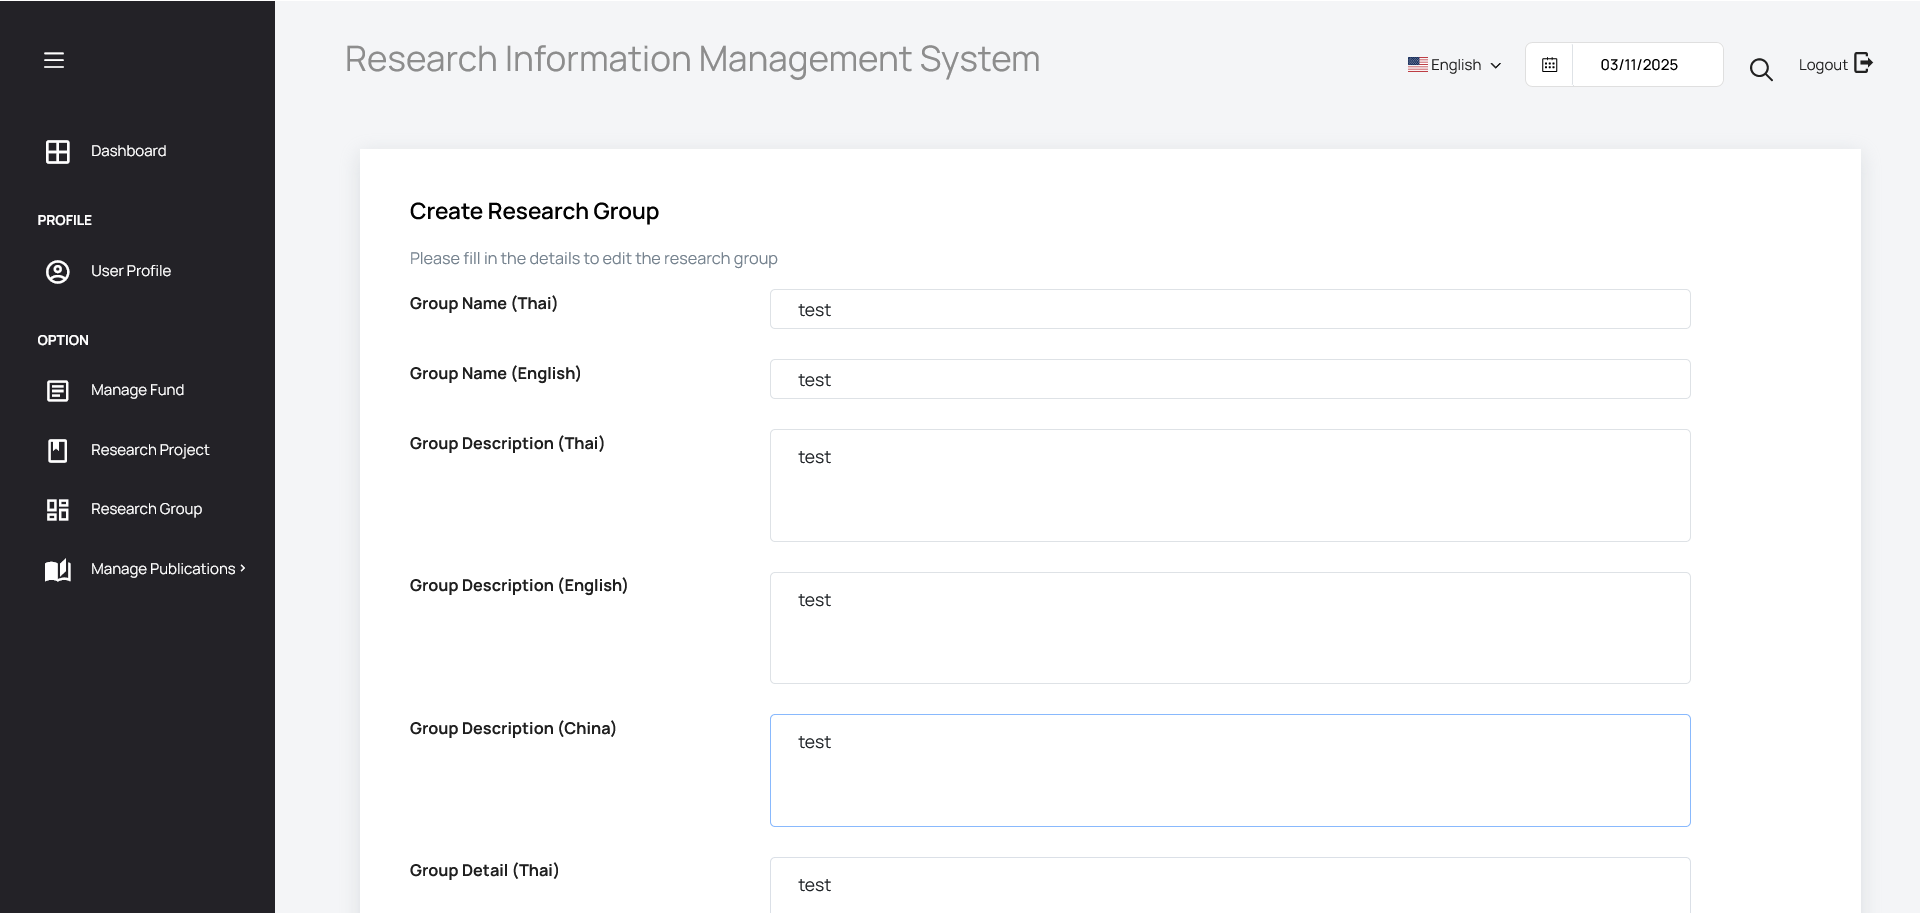 Research Information Management System
English
03/11/2025
Logout
Dashboard
PROFILE
User Profile
OPTION
Manage Fund
Research Project
Research Group
Manage Publications
Create Research Group
Please fill in the details to edit the research group
Group Name (Thai)
test
Group Name (English)
test
Group Description (Thai)
test
Group Description (English)
test
Group Description (China)
test
Group Detail (Thai)
test